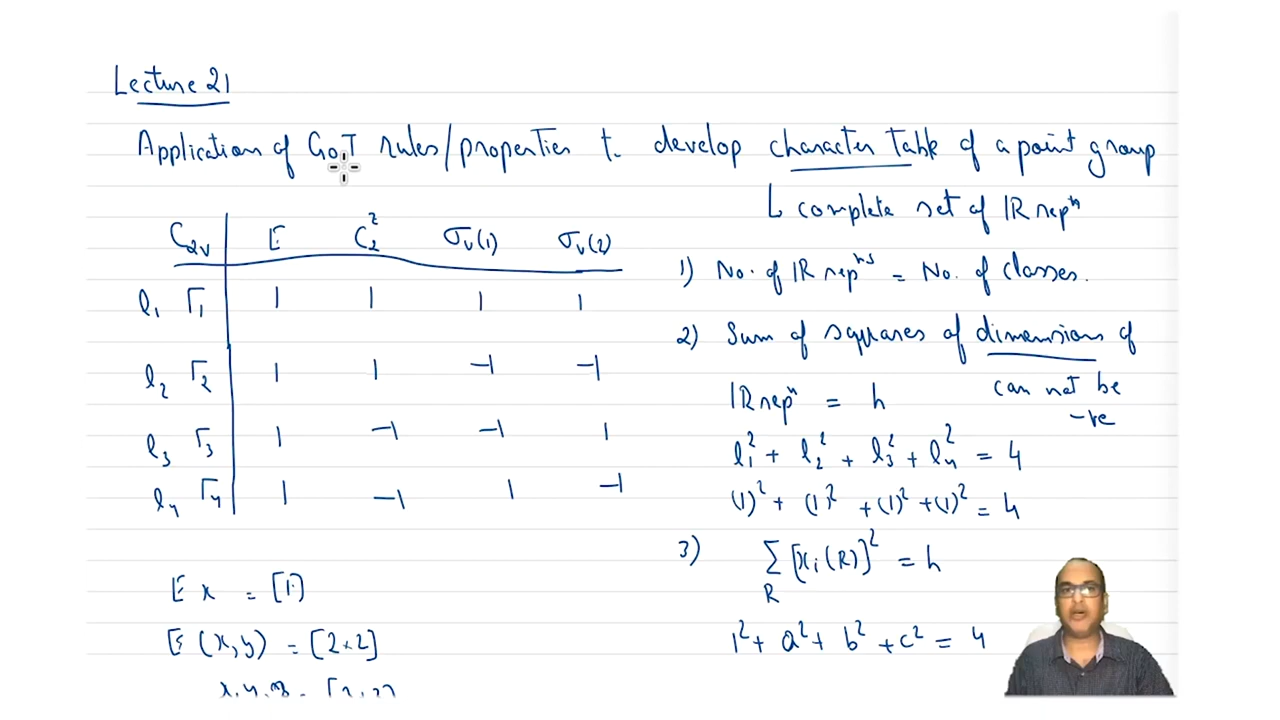 Lecture 21
Application of GOT rules/properties to develop character table of a point group
↳ complete set of IR repⁿ
C₂ᵥ | E C₂ᶻ σᵥ(1) σᵥ(2)
l₁ Γ₁ | 1 1 1 1
l₂ Γ₂ | 1 1 -1 -1
l₃ Γ₃ | 1 -1 -1 1
l₄ Γ₄ | 1 -1 1 -1
E x = [1]
E (x,y) = [2×2]
1) No. of IR repⁿˢ = No. of classes.
2) Sum of squares of dimensions of
IR repⁿ = h
can not be
-ve
l₁² + l₂² + l₃² + l₄² = 4
(1)² + (1)² + (1)² + (1)² = 4
3) Σ_R [χᵢ(R)]² = h
1² + a² + b² + c² = 4